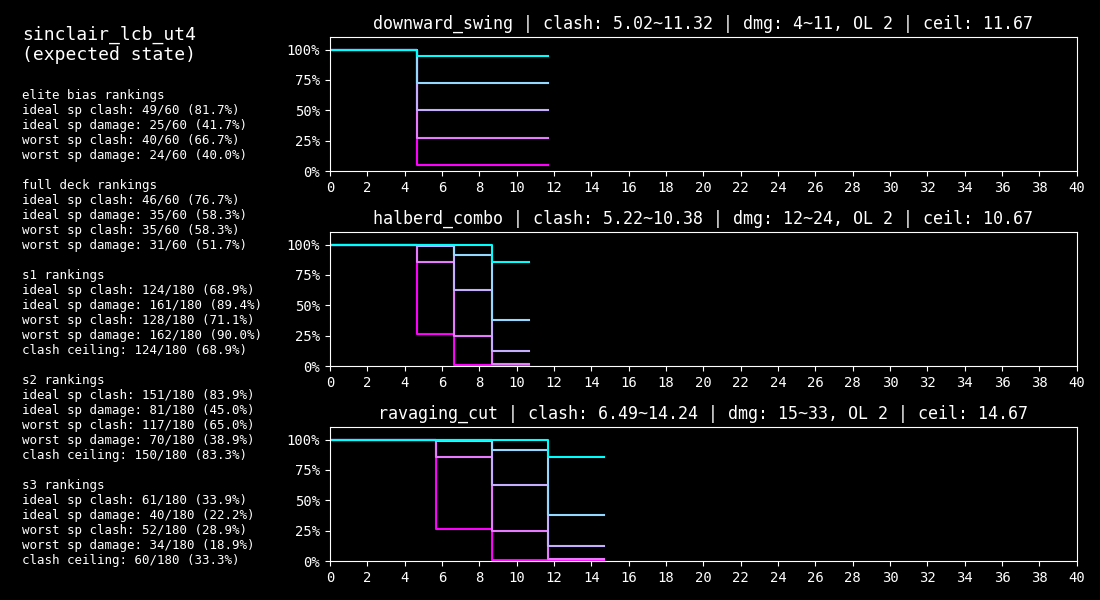 sinclair_lcb_ut4
(expected state)
elite bias rankings
ideal sp clash: 49/60 (81.7%)
ideal sp damage: 25/60 (41.7%)
worst sp clash: 40/60 (66.7%)
worst sp damage: 24/60 (40.0%)
full deck rankings
ideal sp clash: 46/60 (76.7%)
ideal sp damage: 35/60 (58.3%)
worst sp clash: 35/60 (58.3%)
worst sp damage: 31/60 (51.7%)
s1 rankings
ideal sp clash: 124/180 (68.9%)
ideal sp damage: 161/180 (89.4%)
worst sp clash: 128/180 (71.1%)
worst sp damage: 162/180 (90.0%)
clash ceiling: 124/180 (68.9%)
s2 rankings
ideal sp clash: 151/180 (83.9%)
ideal sp damage: 81/180 (45.0%)
worst sp clash: 117/180 (65.0%)
worst sp damage: 70/180 (38.9%)
clash ceiling: 150/180 (83.3%)
s3 rankings
ideal sp clash: 61/180 (33.9%)
ideal sp damage: 40/180 (22.2%)
worst sp clash: 52/180 (28.9%)
worst sp damage: 34/180 (18.9%)
clash ceiling: 60/180 (33.3%)
downward_swing | clash: 5.02~11.32 | dmg: 4~11, OL 2 | ceil: 11.67
100%
75%
50%
25%
0%
0 2 4 6 8 10 12 14 16 18 20 22 24 26 28 30 32 34 36 38 40
halberd_combo | clash: 5.22~10.38 | dmg: 12~24, OL 2 | ceil: 10.67
100%
75%
50%
25%
0%
0 2 4 6 8 10 12 14 16 18 20 22 24 26 28 30 32 34 36 38 40
ravaging_cut | clash: 6.49~14.24 | dmg: 15~33, OL 2 | ceil: 14.67
100%
75%
50%
25%
0%
0 2 4 6 8 10 12 14 16 18 20 22 24 26 28 30 32 34 36 38 40